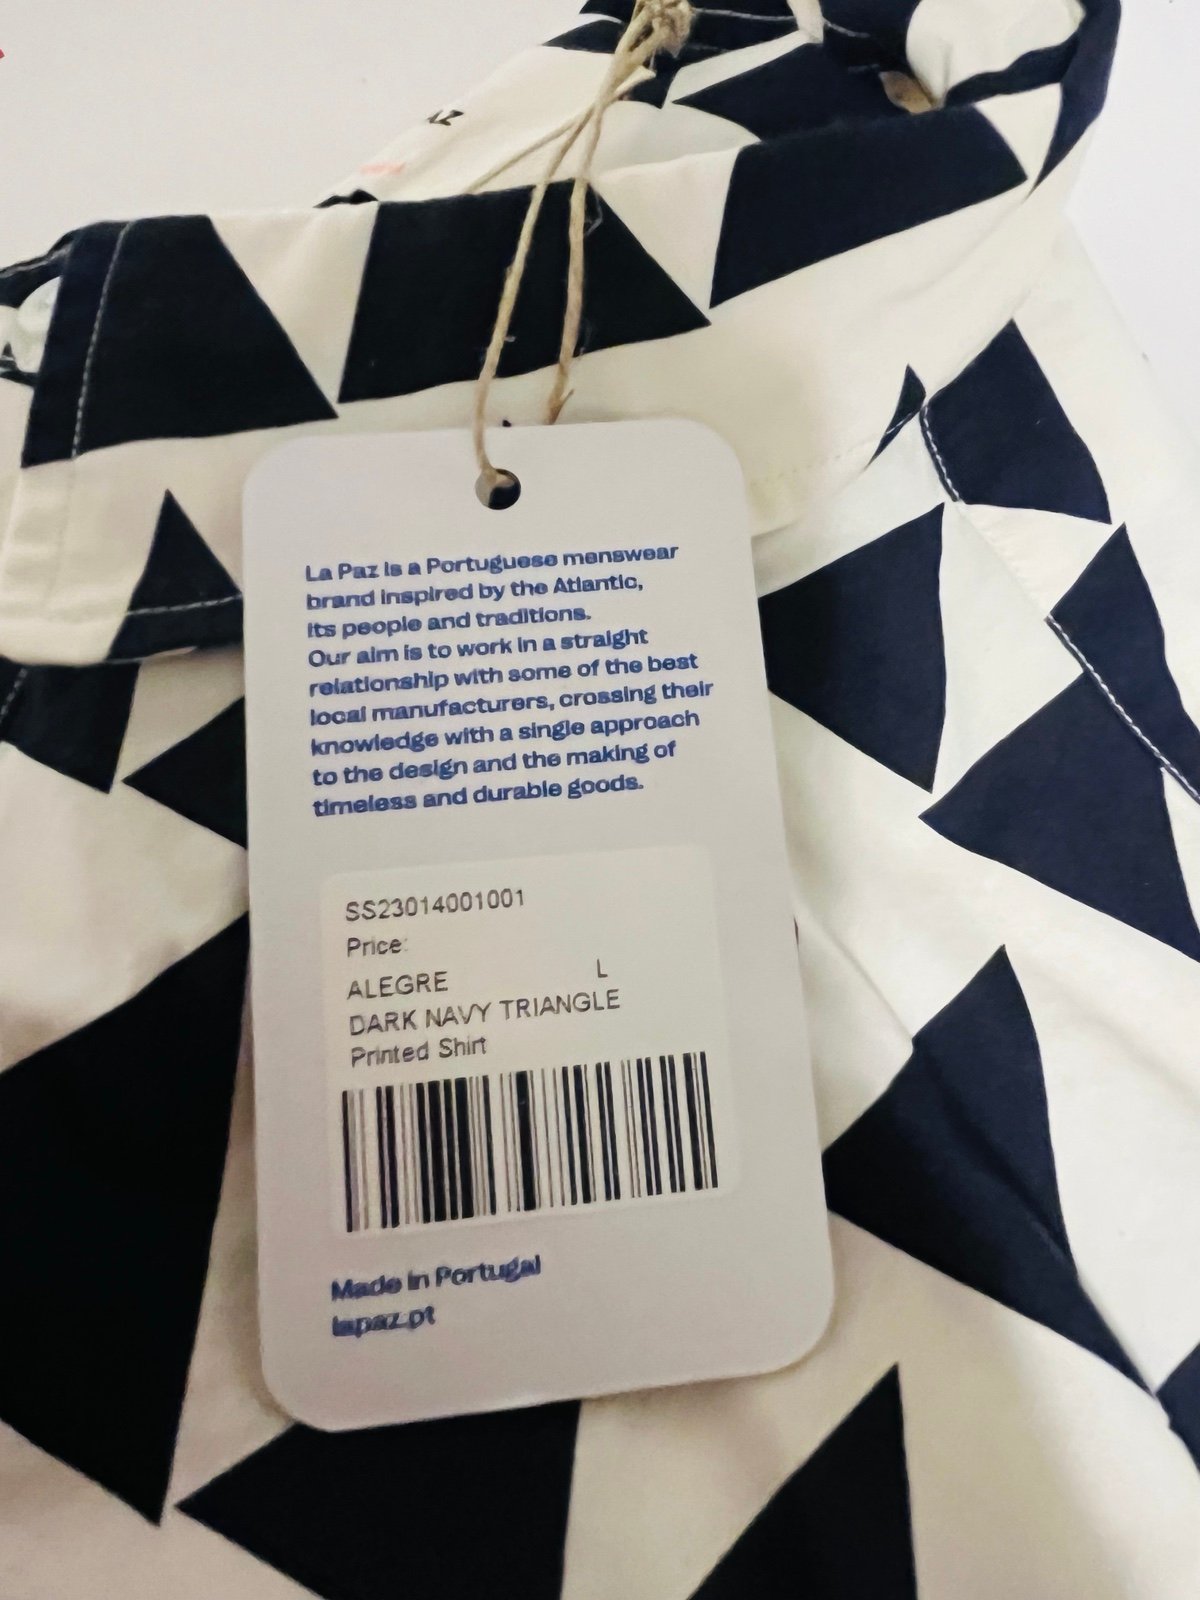 La Paz is a Portuguese menswear
brand inspired by the Atlantic,
its people and traditions.
Our aim is to work in a straight
relationship with some of the best
local manufacturers, crossing their
knowledge with a single approach
to the design and the making of
timeless and durable goods.
SS23014001001
Price:
ALEGRE L
DARK NAVY TRIANGLE
Printed Shirt
Made in Portugal
lapaz.pt